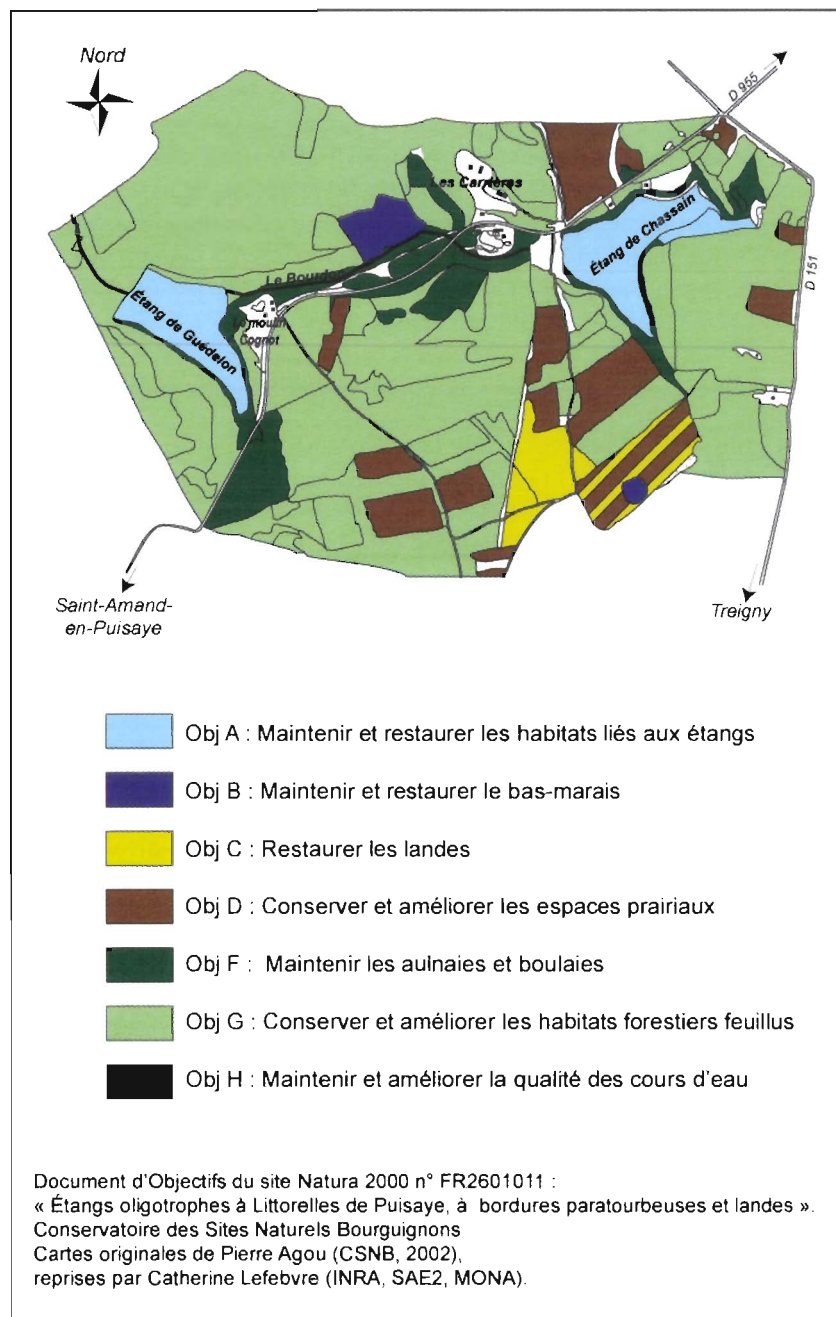 Nord
D 955
Les Carrières
Étang de Chassain
Le Bourdon
Étang de Guédelon
Le moulin
Cognot
D 151
Saint-Amand-
en-Puisaye
Treigny
Obj A : Maintenir et restaurer les habitats liés aux étangs
Obj B : Maintenir et restaurer le bas-marais
Obj C : Restaurer les landes
Obj D : Conserver et améliorer les espaces prairiaux
Obj F : Maintenir les aulnaies et boulaies
Obj G : Conserver et améliorer les habitats forestiers feuillus
Obj H : Maintenir et améliorer la qualité des cours d'eau
Document d'Objectifs du site Natura 2000 n° FR2601011 :
« Étangs oligotrophes à Littorelles de Puisaye, à bordures paratourbeuses et landes ».
Conservatoire des Sites Naturels Bourguignons
Cartes originales de Pierre Agou (CSNB, 2002),
reprises par Catherine Lefebvre (INRA, SAE2, MONA).